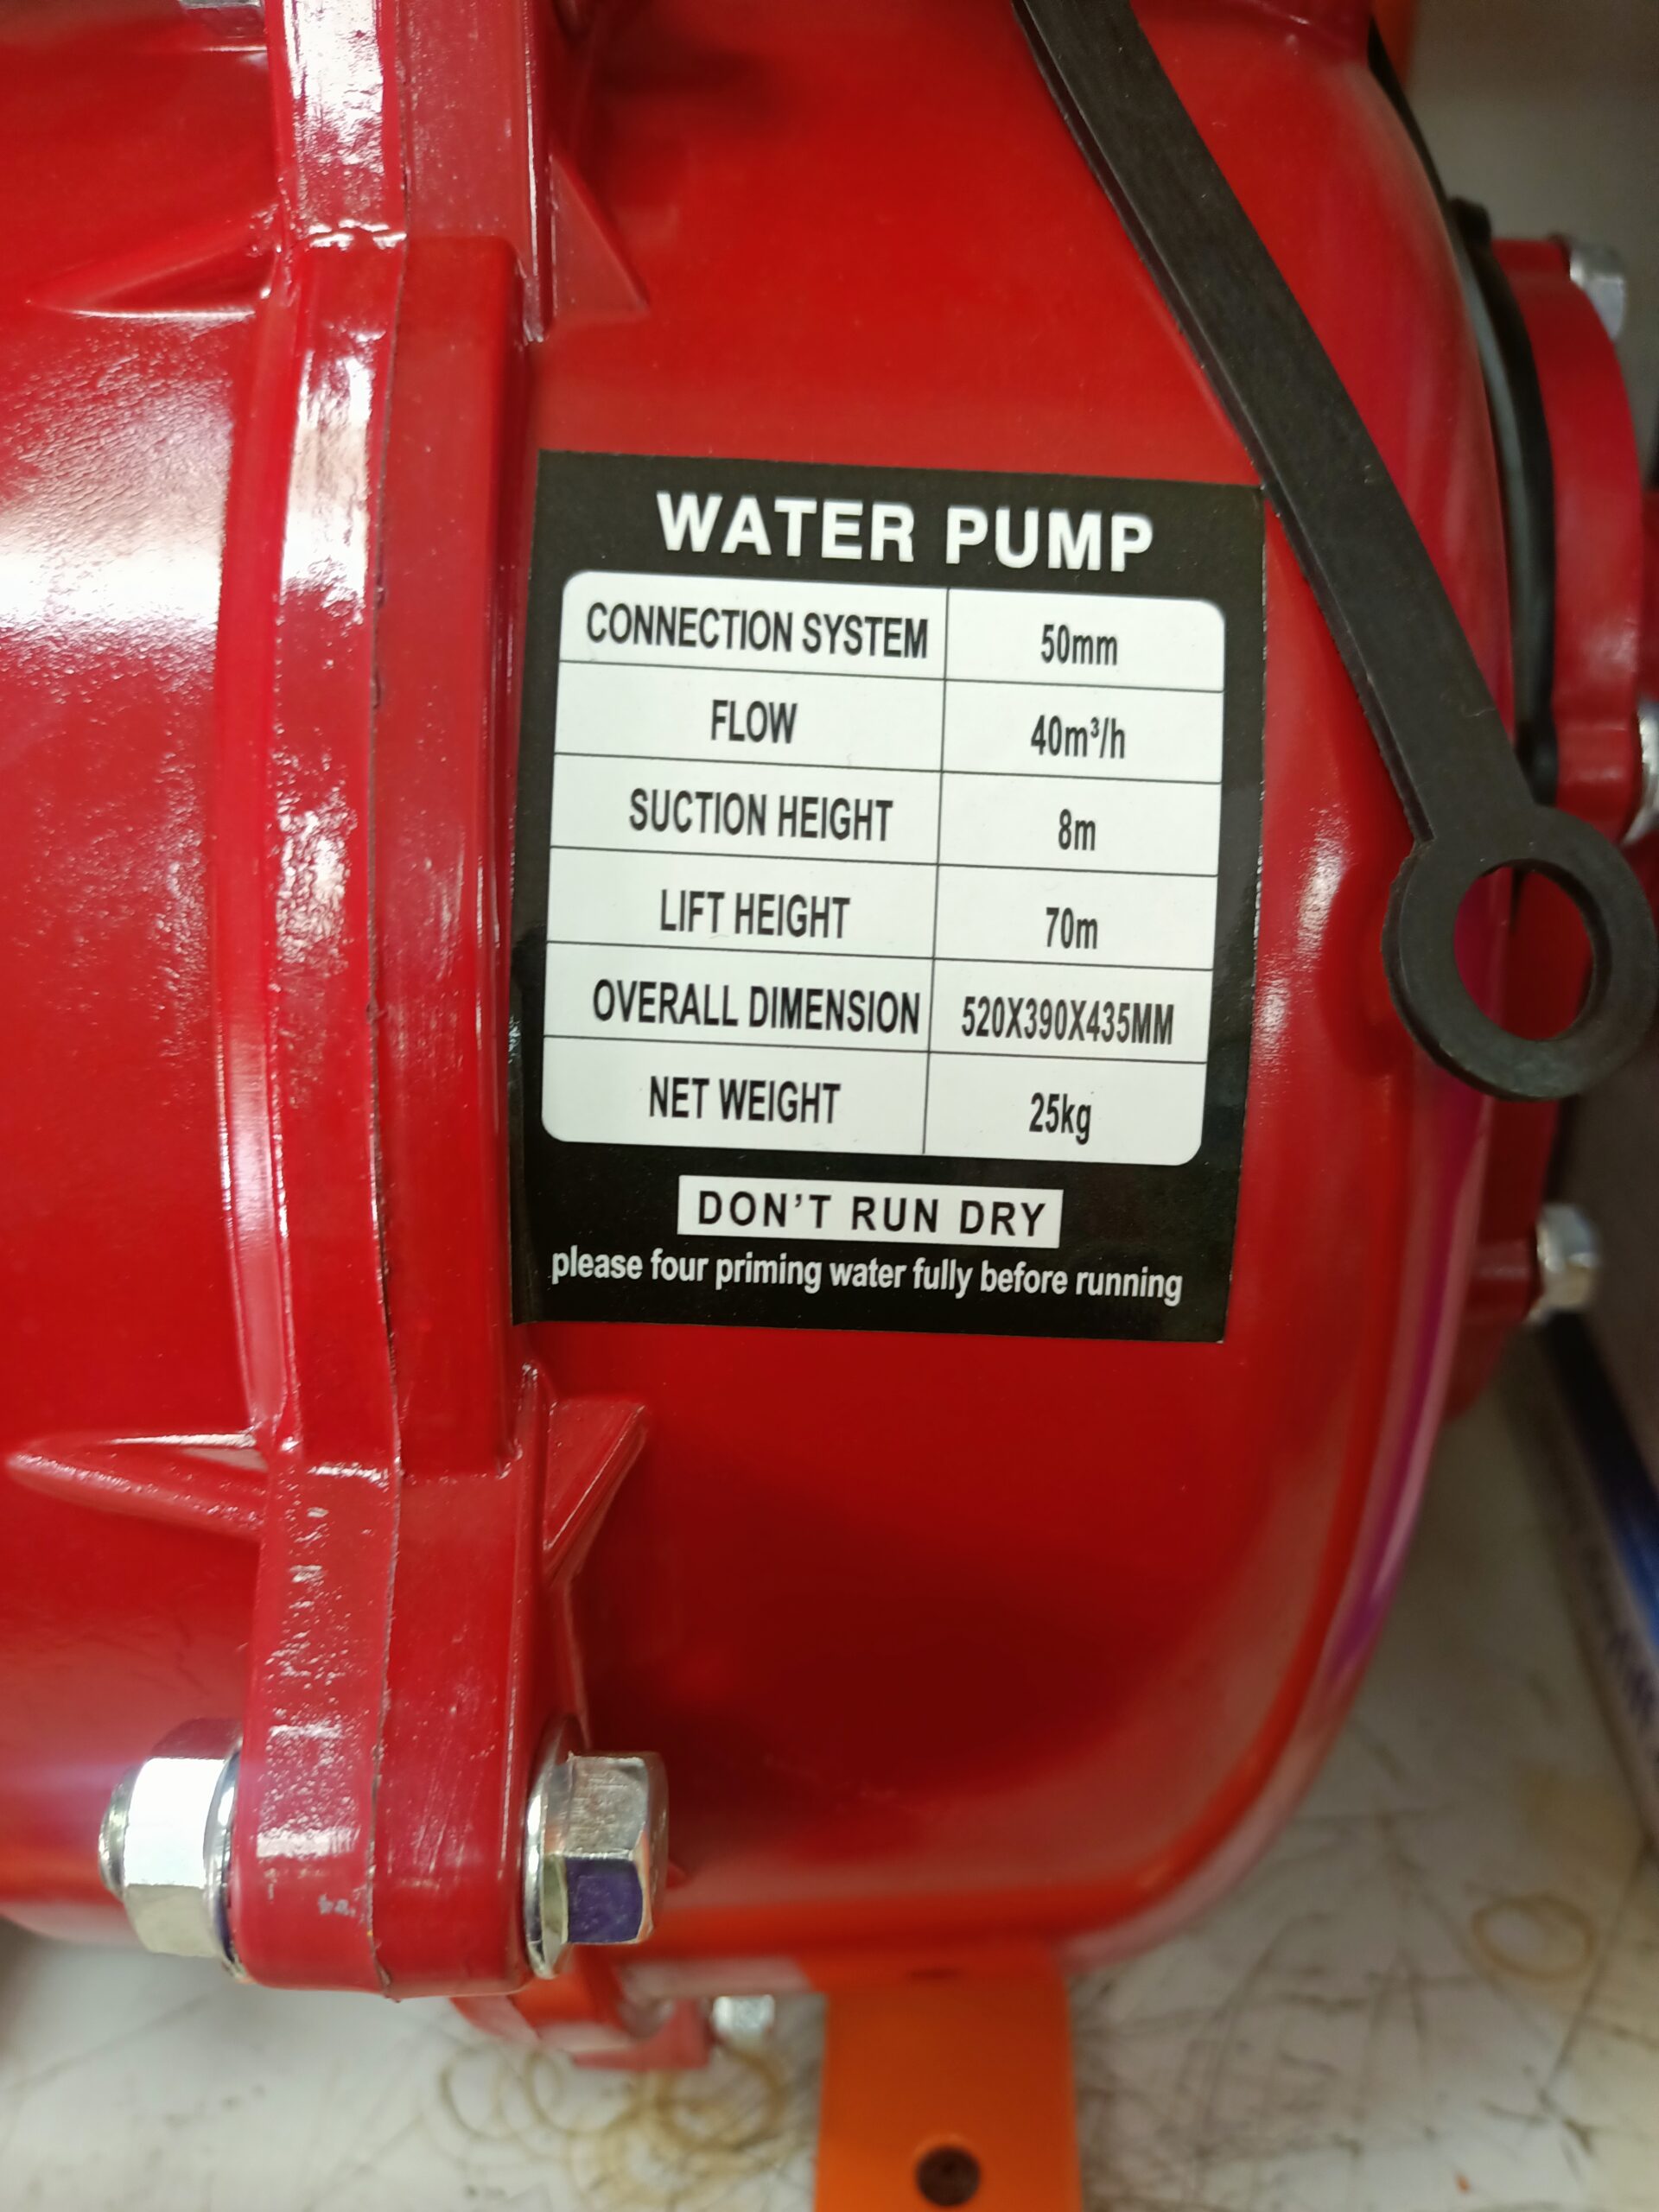 WATER PUMP
CONNECTION SYSTEM 50mm
FLOW 40m³/h
SUCTION HEIGHT 8m
LIFT HEIGHT 70m
OVERALL DIMENSION 520X390X435MM
NET WEIGHT 25kg
DON'T RUN DRY
please four priming water fully before running